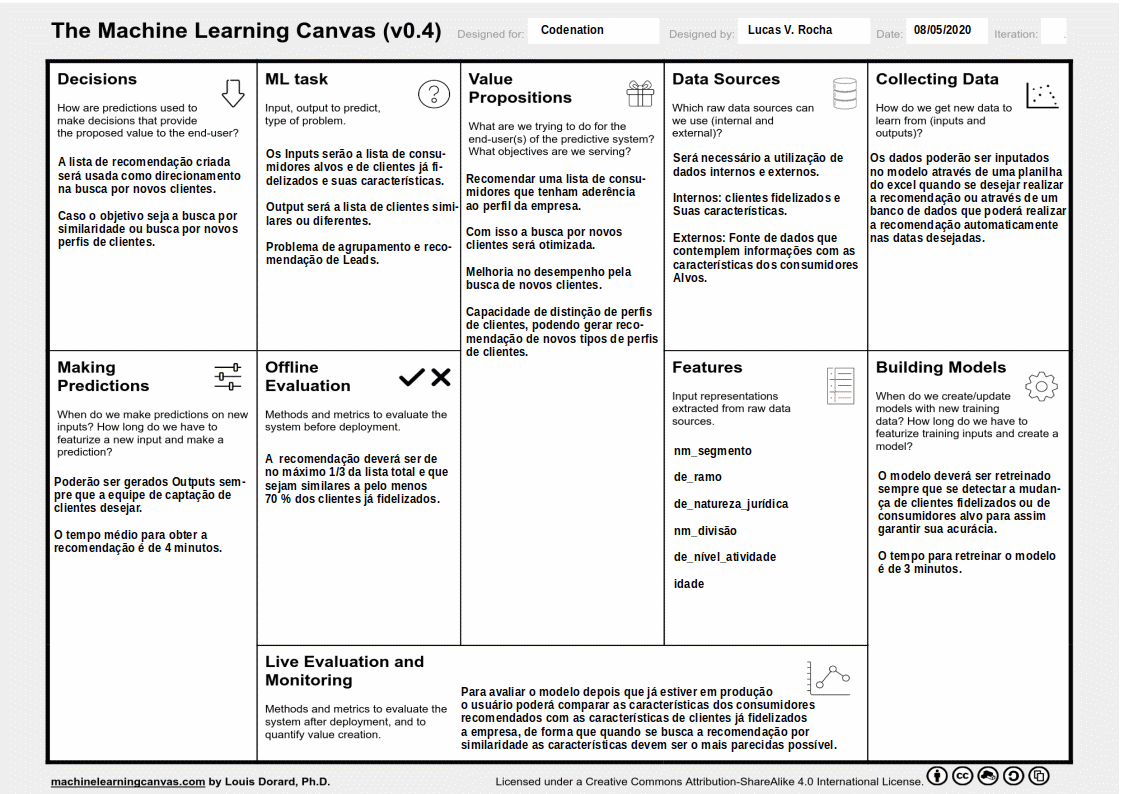 The Machine Learning Canvas (v0.4)
Designed for:
Codenation
Designed by:
Lucas V. Rocha
Date:
08/05/2020
Iteration:
.
Decisions
How are predictions used to
make decisions that provide
the proposed value to the end-user?
A lista de recomendação criada
será usada como direcionamento
na busca por novos clientes.
Caso o objetivo seja a busca por
similaridade ou busca por novos
perfis de clientes.
ML task
Input, output to predict,
type of problem.
Os Inputs serão a lista de consu-
midores alvos e de clientes já fi-
delizados e suas características.
Output será a lista de clientes simi-
lares ou diferentes.
Problema de agrupamento e reco-
mendação de Leads.
Value
Propositions
What are we trying to do for the
end-user(s) of the predictive system?
What objectives are we serving?
Recomendar uma lista de consu-
midores que tenham aderência
ao perfil da empresa.
Com isso a busca por novos
clientes será otimizada.
Melhoria no desempenho pela
busca de novos clientes.
Capacidade de distinção de perfis
de clientes, podendo gerar reco-
mendação de novos tipos de perfis
de clientes.
Data Sources
Which raw data sources can
we use (internal and
external)?
Será necessário a utilização de
dados internos e externos.
Internos: clientes fidelizados e
Suas características.
Externos: Fonte de dados que
contemplem informações com as
características dos consumidores
Alvos.
Collecting Data
How do we get new data to
learn from (inputs and
outputs)?
Os dados poderão ser inputados
no modelo através de uma planilha
do excel quando se desejar realizar
a recomendação ou através de um
banco de dados que poderá realizar
a recomendação automaticamente
nas datas desejadas.
Making
Predictions
When do we make predictions on new
inputs? How long do we have to
featurize a new input and make a
prediction?
Poderão ser gerados Outputs sem-
pre que a equipe de captação de
clientes desejar.
O tempo médio para obter a
recomendação é de 4 minutos.
Offline
Evaluation
Methods and metrics to evaluate the
system before deployment.
A recomendação deverá ser de
no máximo 1/3 da lista total e que
sejam similares a pelo menos
70 % dos clientes já fidelizados.
Features
Input representations
extracted from raw data
sources.
nm_segmento
de_ramo
de_natureza_jurídica
nm_divisão
de_nível_atividade
idade
Building Models
When do we create/update
models with new training
data? How long do we have to
featurize training inputs and create a
model?
O modelo deverá ser retreinado
sempre que se detectar a mudan-
ça de clientes fidelizados ou de
consumidores alvo para assim
garantir sua acurácia.
O tempo para retreinar o modelo
é de 3 minutos.
Live Evaluation and
Monitoring
Methods and metrics to evaluate the
system after deployment, and to
quantify value creation.
Para avaliar o modelo depois que já estiver em produção
o usuário poderá comparar as características dos consumidores
recomendados com as características de clientes já fidelizados
a empresa, de forma que quando se busca a recomendação por
similaridade as características devem ser o mais parecidas possível.
machinelearningcanvas.com by Louis Dorard, Ph.D.
Licensed under a Creative Commons Attribution-ShareAlike 4.0 International License.